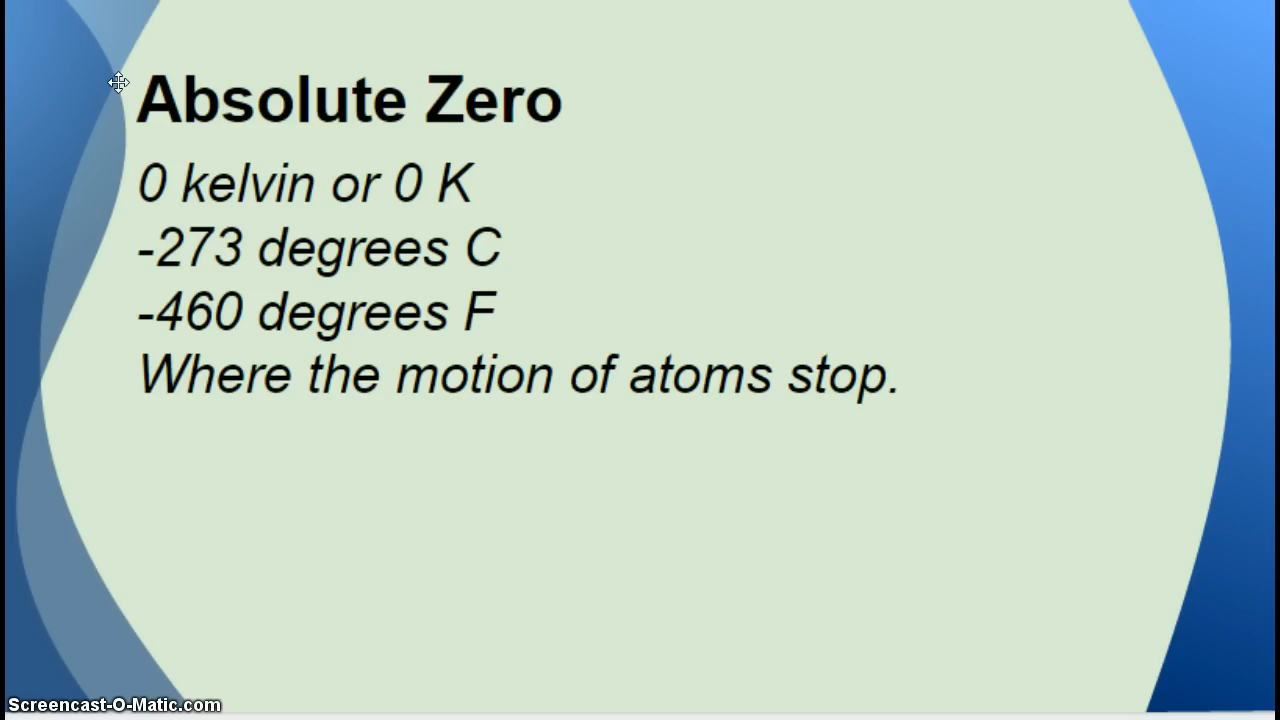 Absolute Zero
0 kelvin or 0 K
-273 degrees C
-460 degrees F
Where the motion of atoms stop.
Screencast-O-Matic.com